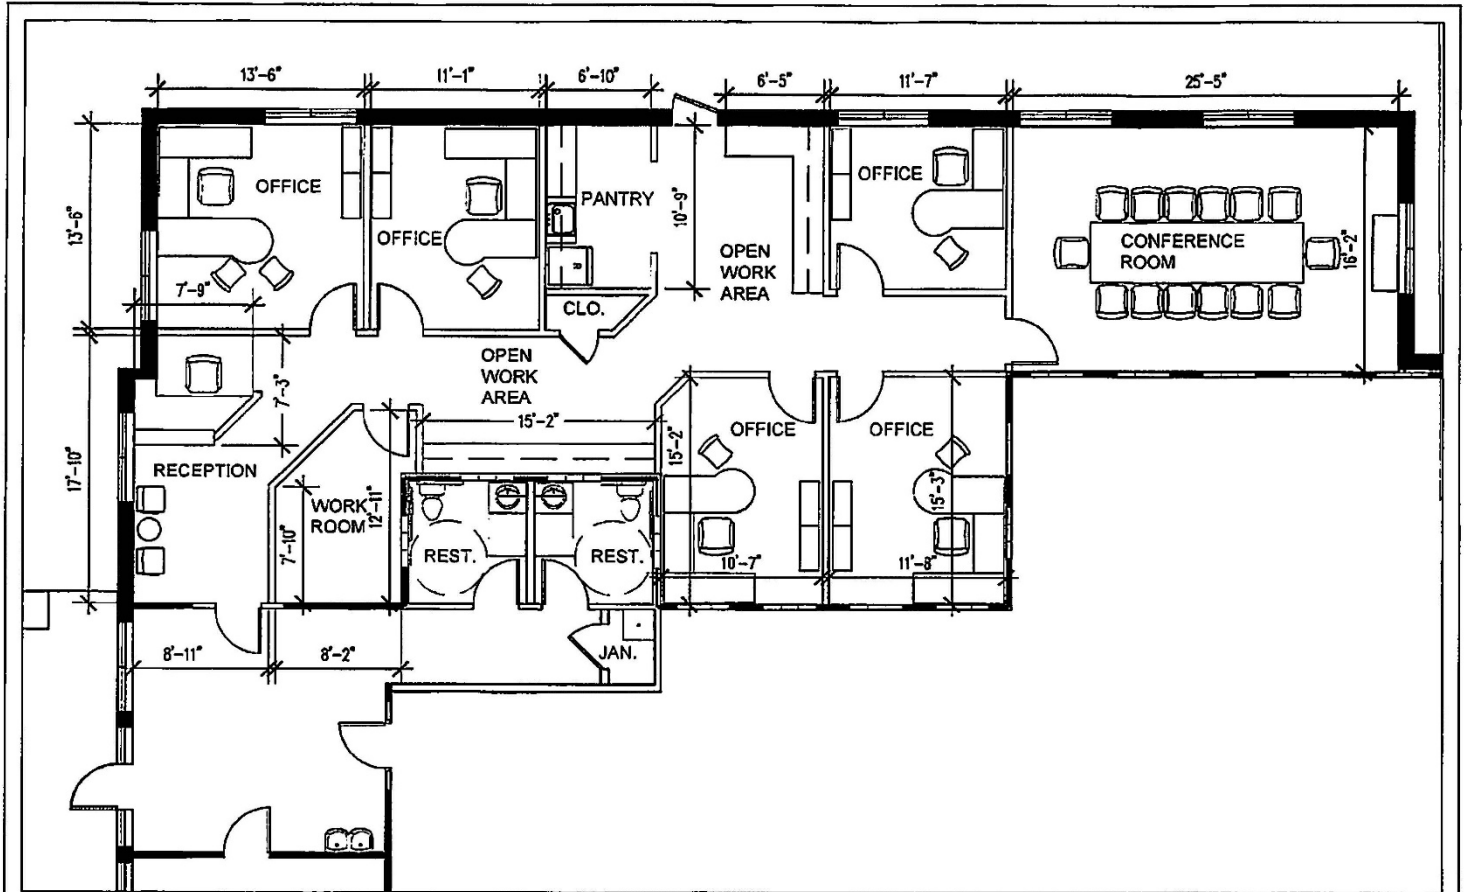 13'-6"
11'-1"
6'-10"
6'-5"
11'-7"
25'-5"
13'-6"
OFFICE
OFFICE
PANTRY
10'-9"
OPEN
WORK
AREA
OFFICE
CONFERENCE
ROOM
16'-2"
R
7'-9"
CLO.
7'-3"
OPEN
WORK
AREA
15'-2"
17'-10"
RECEPTION
WORK
ROOM
12'-11"
7'-10"
REST.
REST.
OFFICE
15'-2"
10'-7"
OFFICE
15'-3"
11'-8"
8'-11"
8'-2"
JAN.